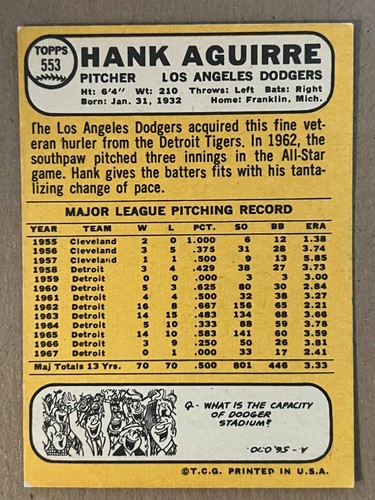 TOPPS
553
HANK AGUIRRE
PITCHER LOS ANGELES DODGERS
Ht: 6'4" Wt: 210 Throws: Left Bats: Right
Born: Jan. 31, 1932 Home: Franklin, Mich.
The Los Angeles Dodgers acquired this fine vet-
eran hurler from the Detroit Tigers. In 1962, the
southpaw pitched three innings in the All-Star
game. Hank gives the batters fits with his tanta-
lizing change of pace.
MAJOR LEAGUE PITCHING RECORD
YEAR TEAM W L PCT. SO BB ERA
1955 Cleveland 2 0 1.000 6 12 1.38
1956 Cleveland 3 5 .375 31 28 3.74
1957 Cleveland 1 1 .500 9 13 5.85
1958 Detroit 3 4 .429 38 27 3.73
1959 Detroit 0 0 .000 3 3 3.00
1960 Detroit 5 3 .625 80 30 2.84
1961 Detroit 4 4 .500 32 38 3.27
1962 Detroit 16 8 .667 156 65 2.21
1963 Detroit 14 15 .483 134 68 3.66
1964 Detroit 5 10 .333 88 59 3.78
1965 Detroit 14 10 .583 141 60 3.59
1966 Detroit 3 9 .250 50 26 3.81
1967 Detroit 0 1 .000 33 17 2.41
Maj Totals 13 Yrs. 70 70 .500 801 446 3.33
Q- WHAT IS THE CAPACITY
OF DODGER
STADIUM?
A- 56,000.
©T.C.G. PRINTED IN U.S.A.